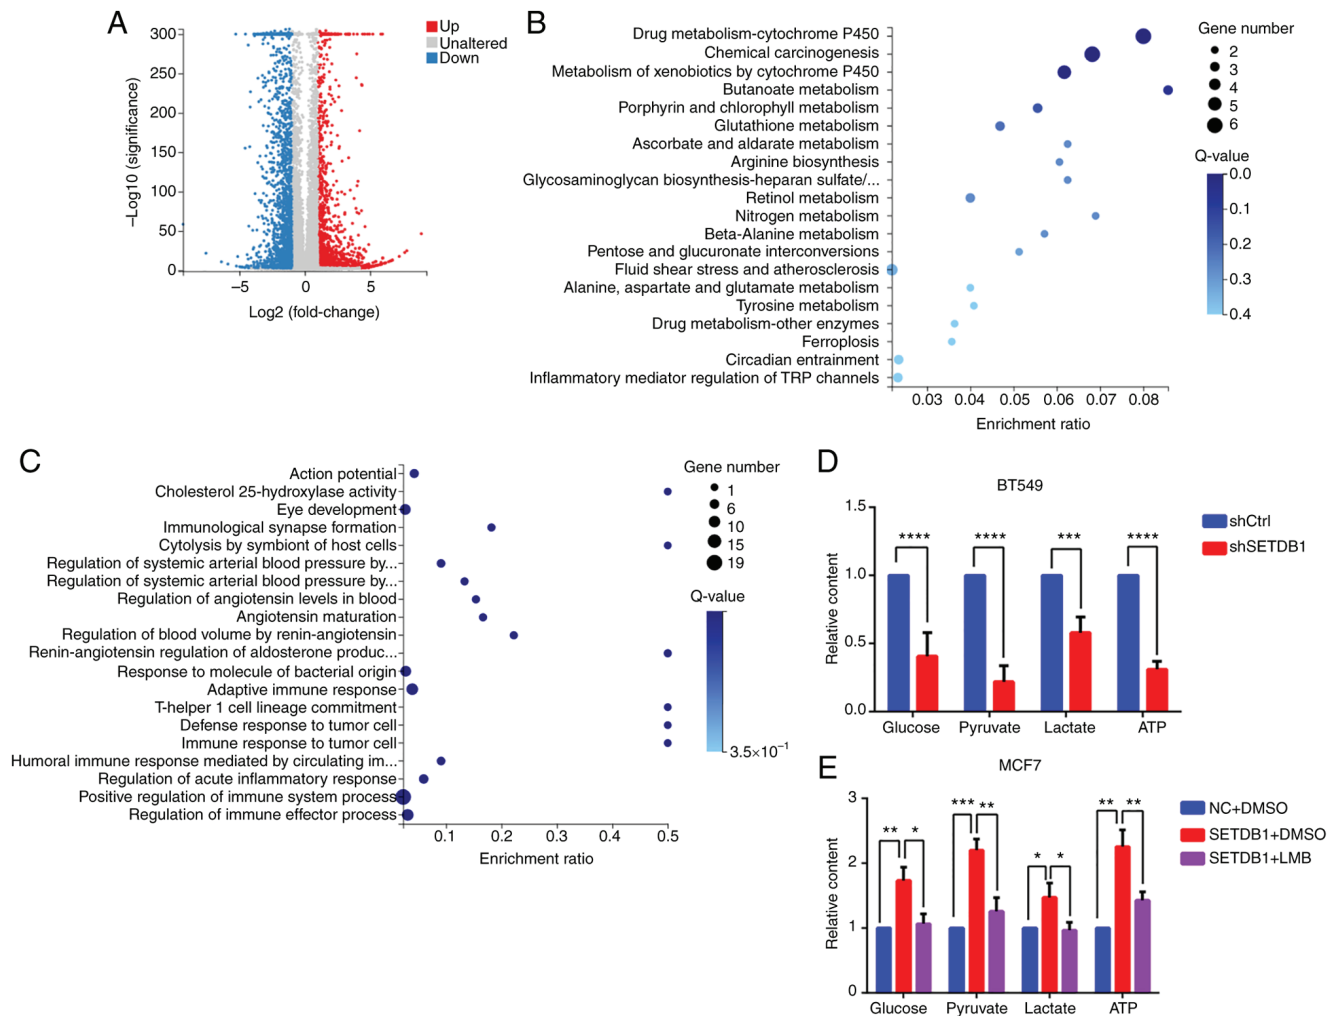 A
Up
Unaltered
Down
300
250
200
150
100
50
0
−Log10 (significance)
−5
0
5
Log2 (fold-change)
B
Drug metabolism-cytochrome P450
Chemical carcinogenesis
Metabolism of xenobiotics by cytochrome P450
Butanoate metabolism
Porphyrin and chlorophyll metabolism
Glutathione metabolism
Ascorbate and aldarate metabolism
Arginine biosynthesis
Glycosaminoglycan biosynthesis-heparan sulfate/...
Retinol metabolism
Nitrogen metabolism
Beta-Alanine metabolism
Pentose and glucuronate interconversions
Fluid shear stress and atherosclerosis
Alanine, aspartate and glutamate metabolism
Tyrosine metabolism
Drug metabolism-other enzymes
Ferroplosis
Circadian entrainment
Inflammatory mediator regulation of TRP channels
0.03 0.04 0.05 0.06 0.07 0.08
Enrichment ratio
Gene number
2
3
4
5
6
Q-value
0.0
0.1
0.2
0.3
0.4
C
Action potential
Cholesterol 25-hydroxylase activity
Eye development
Immunological synapse formation
Cytolysis by symbiont of host cells
Regulation of systemic arterial blood pressure by...
Regulation of systemic arterial blood pressure by...
Regulation of angiotensin levels in blood
Angiotensin maturation
Regulation of blood volume by renin-angiotensin
Renin-angiotensin regulation of aldosterone produc...
Response to molecule of bacterial origin
Adaptive immune response
T-helper 1 cell lineage commitment
Defense response to tumor cell
Immune response to tumor cell
Humoral immune response mediated by circulating im...
Regulation of acute inflammatory response
Positive regulation of immune system process
Regulation of immune effector process
0.1 0.2 0.3 0.4 0.5
Enrichment ratio
Gene number
1
6
10
15
19
Q-value
3.5×10⁻¹
D
BT549
1.5
1.0
0.5
0.0
Relative content
**** **** *** ****
Glucose Pyruvate Lactate ATP
shCtrl
shSETDB1
E
MCF7
3
2
1
0
Relative content
** * *** ** * * ** **
Glucose Pyruvate Lactate ATP
NC+DMSO
SETDB1+DMSO
SETDB1+LMB